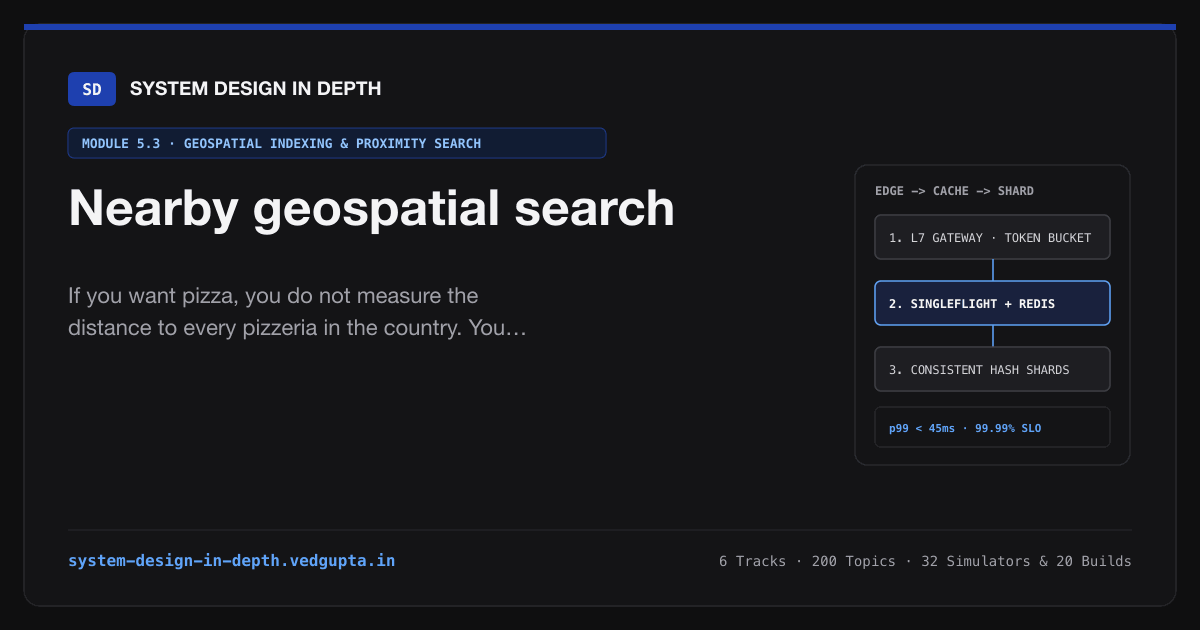 SD
SYSTEM DESIGN IN DEPTH
MODULE 5.3 · GEOSPATIAL INDEXING & PROXIMITY SEARCH
Nearby geospatial search
If you want pizza, you do not measure the
distance to every pizzeria in the country. You…
EDGE —> CACHE —> SHARD
1. L7 GATEWAY · TOKEN BUCKET
2. SINGLEFLIGHT + REDIS
3. CONSISTENT HASH SHARDS
p99 < 45ms · 99.99% SLO
system-design-in-depth.vedgupta.in
6 Tracks · 200 Topics · 32 Simulators & 20 Builds